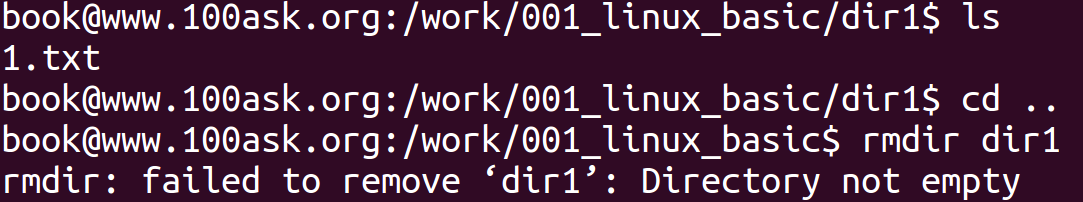 book@www.100ask.org:/work/001_linux_basic/dir1$ ls
1.txt
book@www.100ask.org:/work/001_linux_basic/dir1$ cd ..
book@www.100ask.org:/work/001_linux_basic$ rmdir dir1
rmdir: failed to remove ‘dir1’: Directory not empty